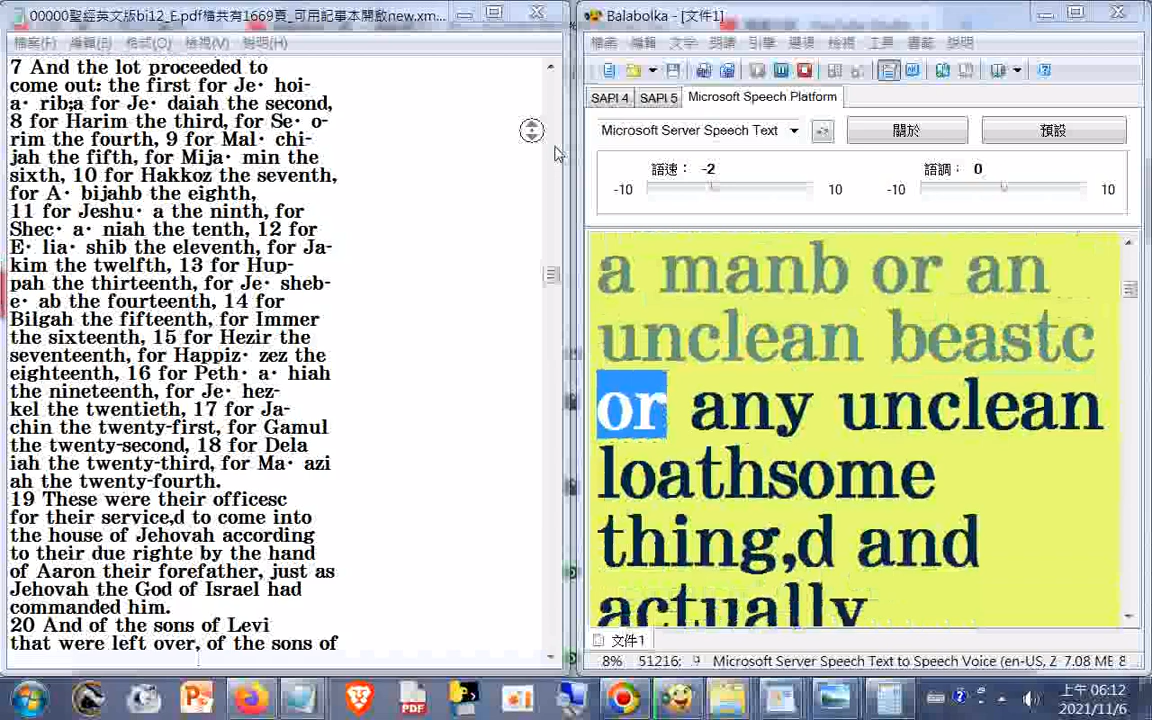 00000聖經英文版bi12_E.pdf檔共有1669頁_可用記事本開啟new.xm...
檔案(F) 編輯(E) 格式(O) 檢視(V) 說明(H)
7 And the lot proceeded to
come out: the first for Je· hoi-
a· rib;a for Je· daiah the second,
8 for Harim the third, for Se· o-
rim the fourth, 9 for Mal· chi-
jah the fifth, for Mija· min the
sixth, 10 for Hakkoz the seventh,
for A· bijahb the eighth,
11 for Jeshu· a the ninth, for
Shec· a· niah the tenth, 12 for
E· lia· shib the eleventh, for Ja-
kim the twelfth, 13 for Hup-
pah the thirteenth, for Je· sheb-
e· ab the fourteenth, 14 for
Bilgah the fifteenth, for Immer
the sixteenth, 15 for Hezir the
seventeenth, for Happiz· zez the
eighteenth, 16 for Peth· a· hiah
the nineteenth, for Je· hez-
kel the twentieth, 17 for Ja-
chin the twenty-first, for Gamul
the twenty-second, 18 for Dela
iah the twenty-third, for Ma· azi
ah the twenty-fourth.
19 These were their officesc
for their service,d to come into
the house of Jehovah according
to their due righte by the hand
of Aaron their forefather, just as
Jehovah the God of Israel had
commanded him.
20 And of the sons of Levi
that were left over, of the sons of
Balabolka - [文件1]
檔案 編輯 文字 朗讀 引擎 選項 檢視 工具 書籤 說明
SAPI 4 SAPI 5 Microsoft Speech Platform
Microsoft Server Speech Text 關於 預設
語速: -2 語調: 0
-10 10 -10 10
a manb or an
unclean beastc
or any unclean
loathsome
thing,d and
actually
文件1
8% 51216; Microsoft Server Speech Text to Speech Voice (en-US, Z 7.08 MB 8
PDF
上午 06:12
2021/11/6